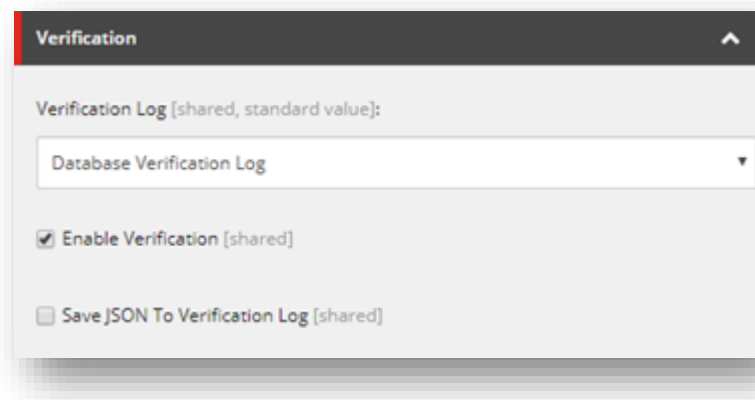 Verification
Verification Log [shared, standard value]:
Database Verification Log
Enable Verification [shared]
Save JSON To Verification Log [shared]